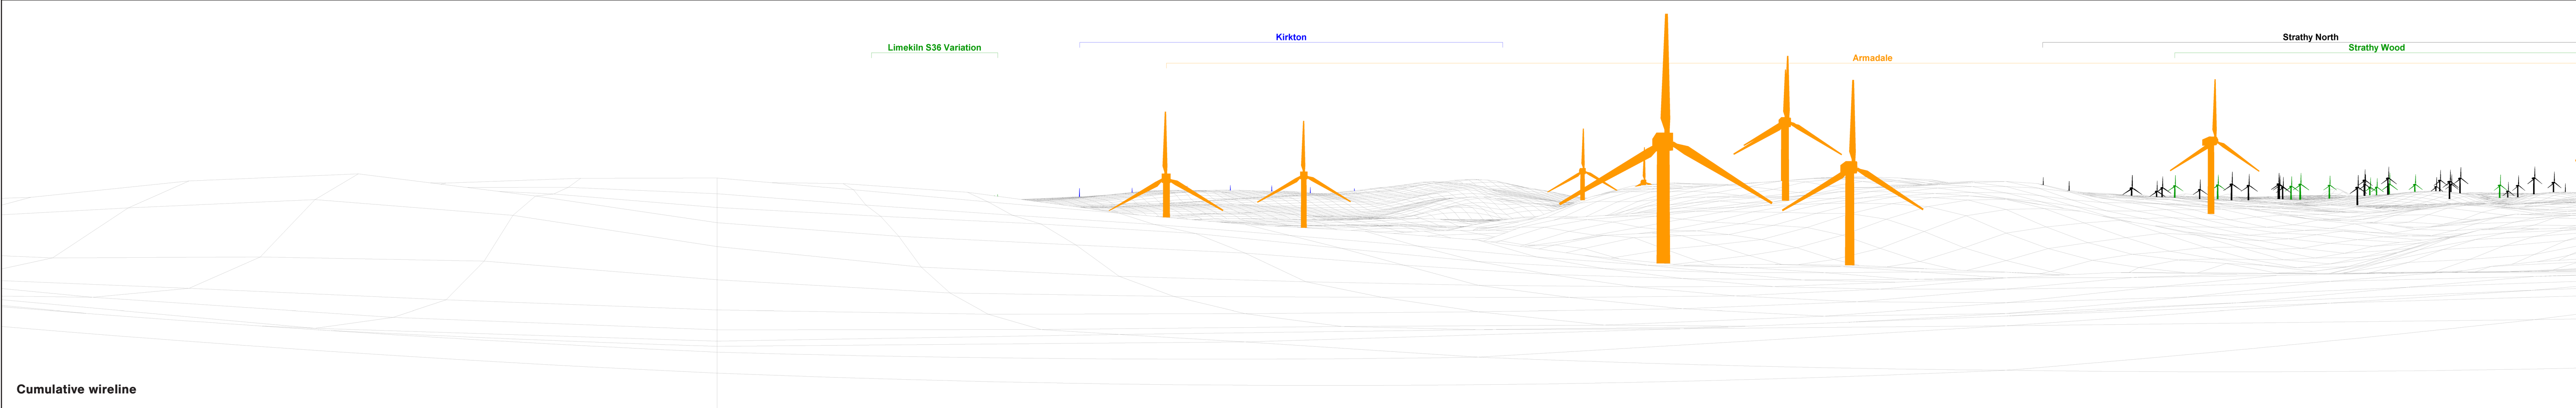 Kirkton
Strathy North
Limekiln S36 Variation
Strathy Wood
Armadale
Cumulative wireline